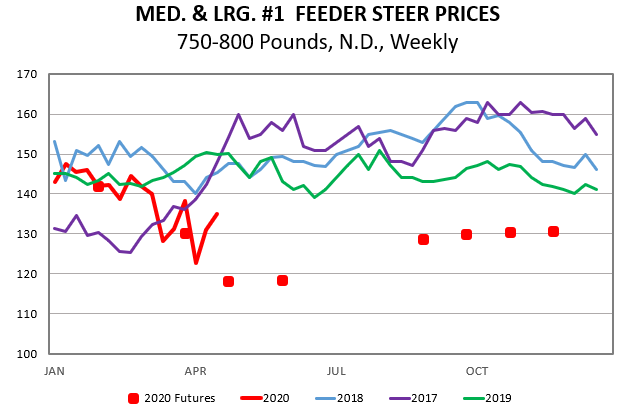 MED. & LRG. #1 FEEDER STEER PRICES
750-800 Pounds, N.D., Weekly
170
160
150
140
130
120
110
100
JAN APR JUL OCT
2020 Futures 2020 2018 2017 2019